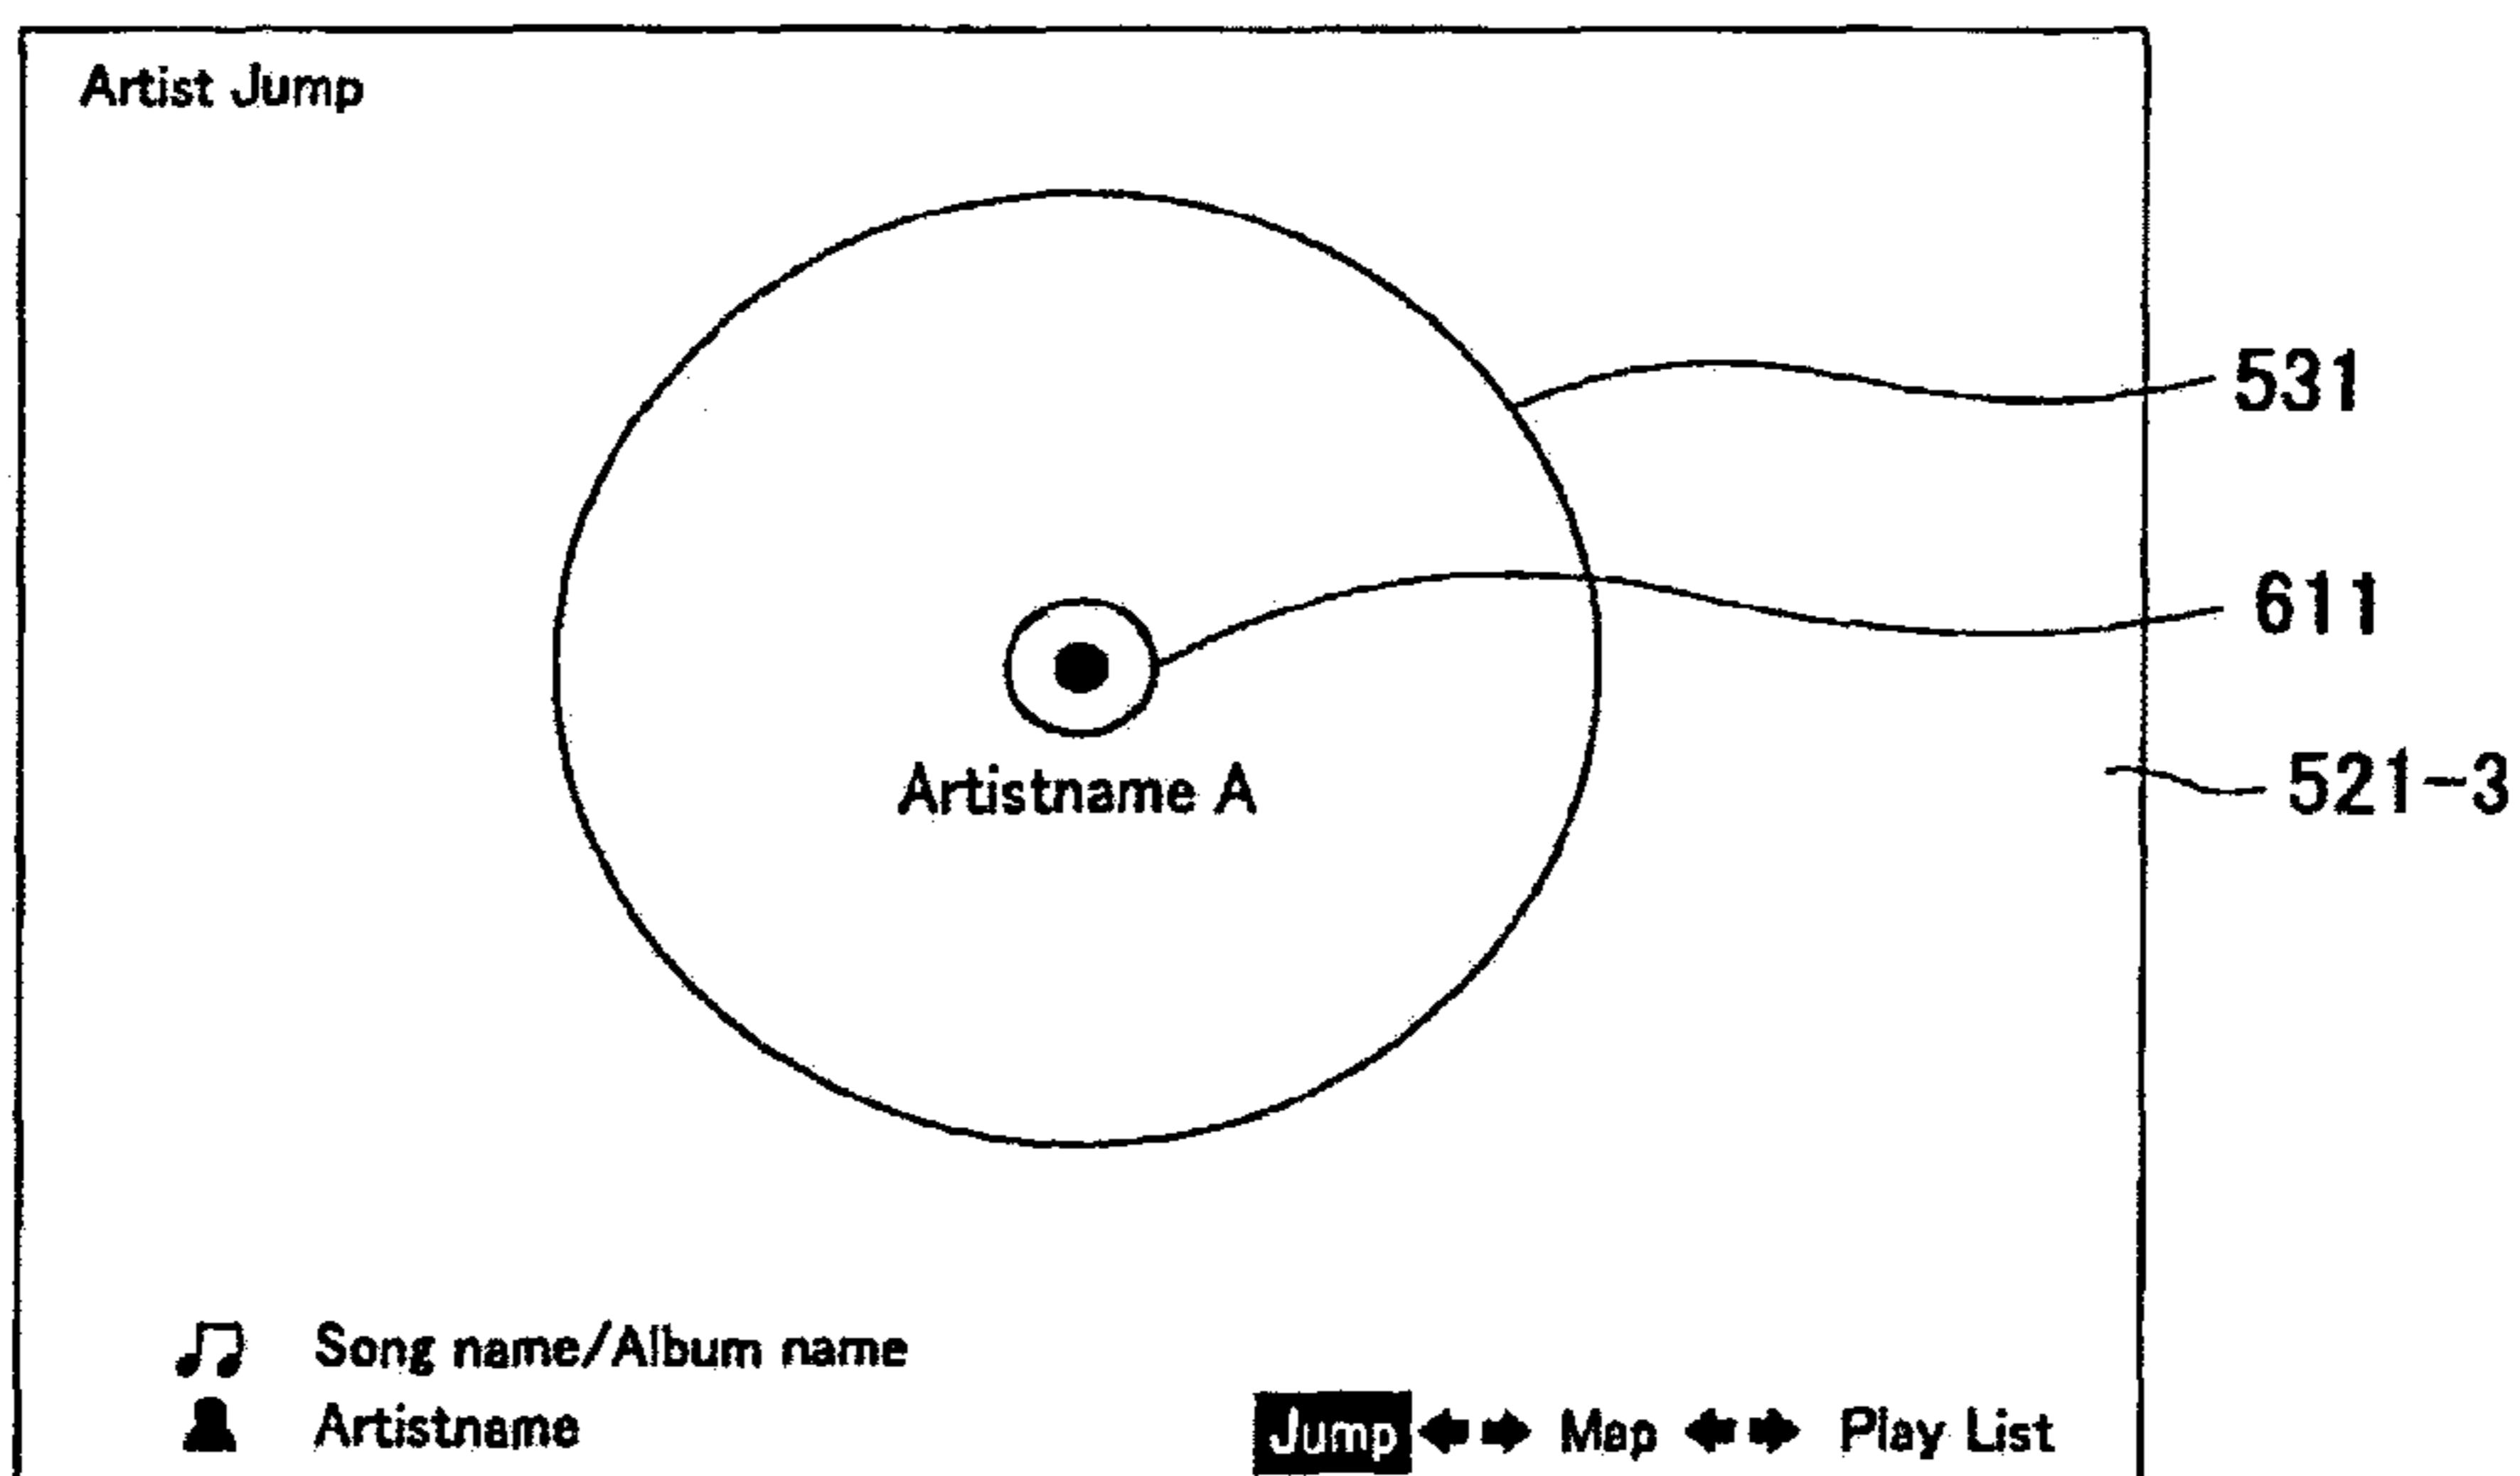 Artist Jump
531
611
521-3
Artistname A
Song name/Album name
Artistname
Jump Map Play List